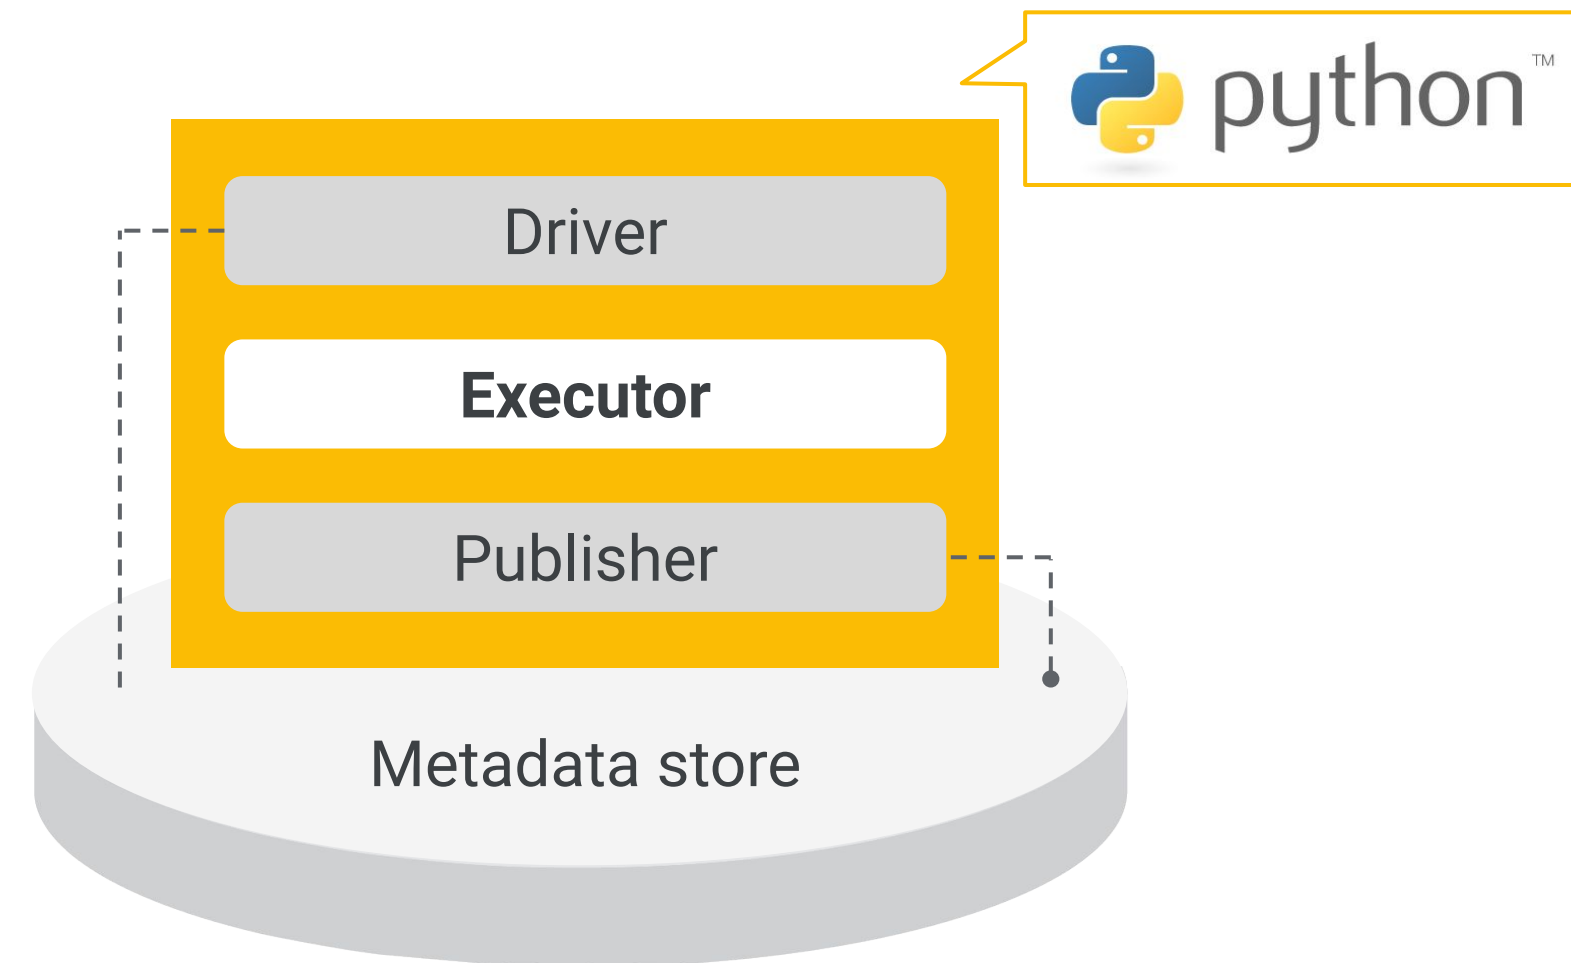 python™
Driver
Executor
Publisher
Metadata store